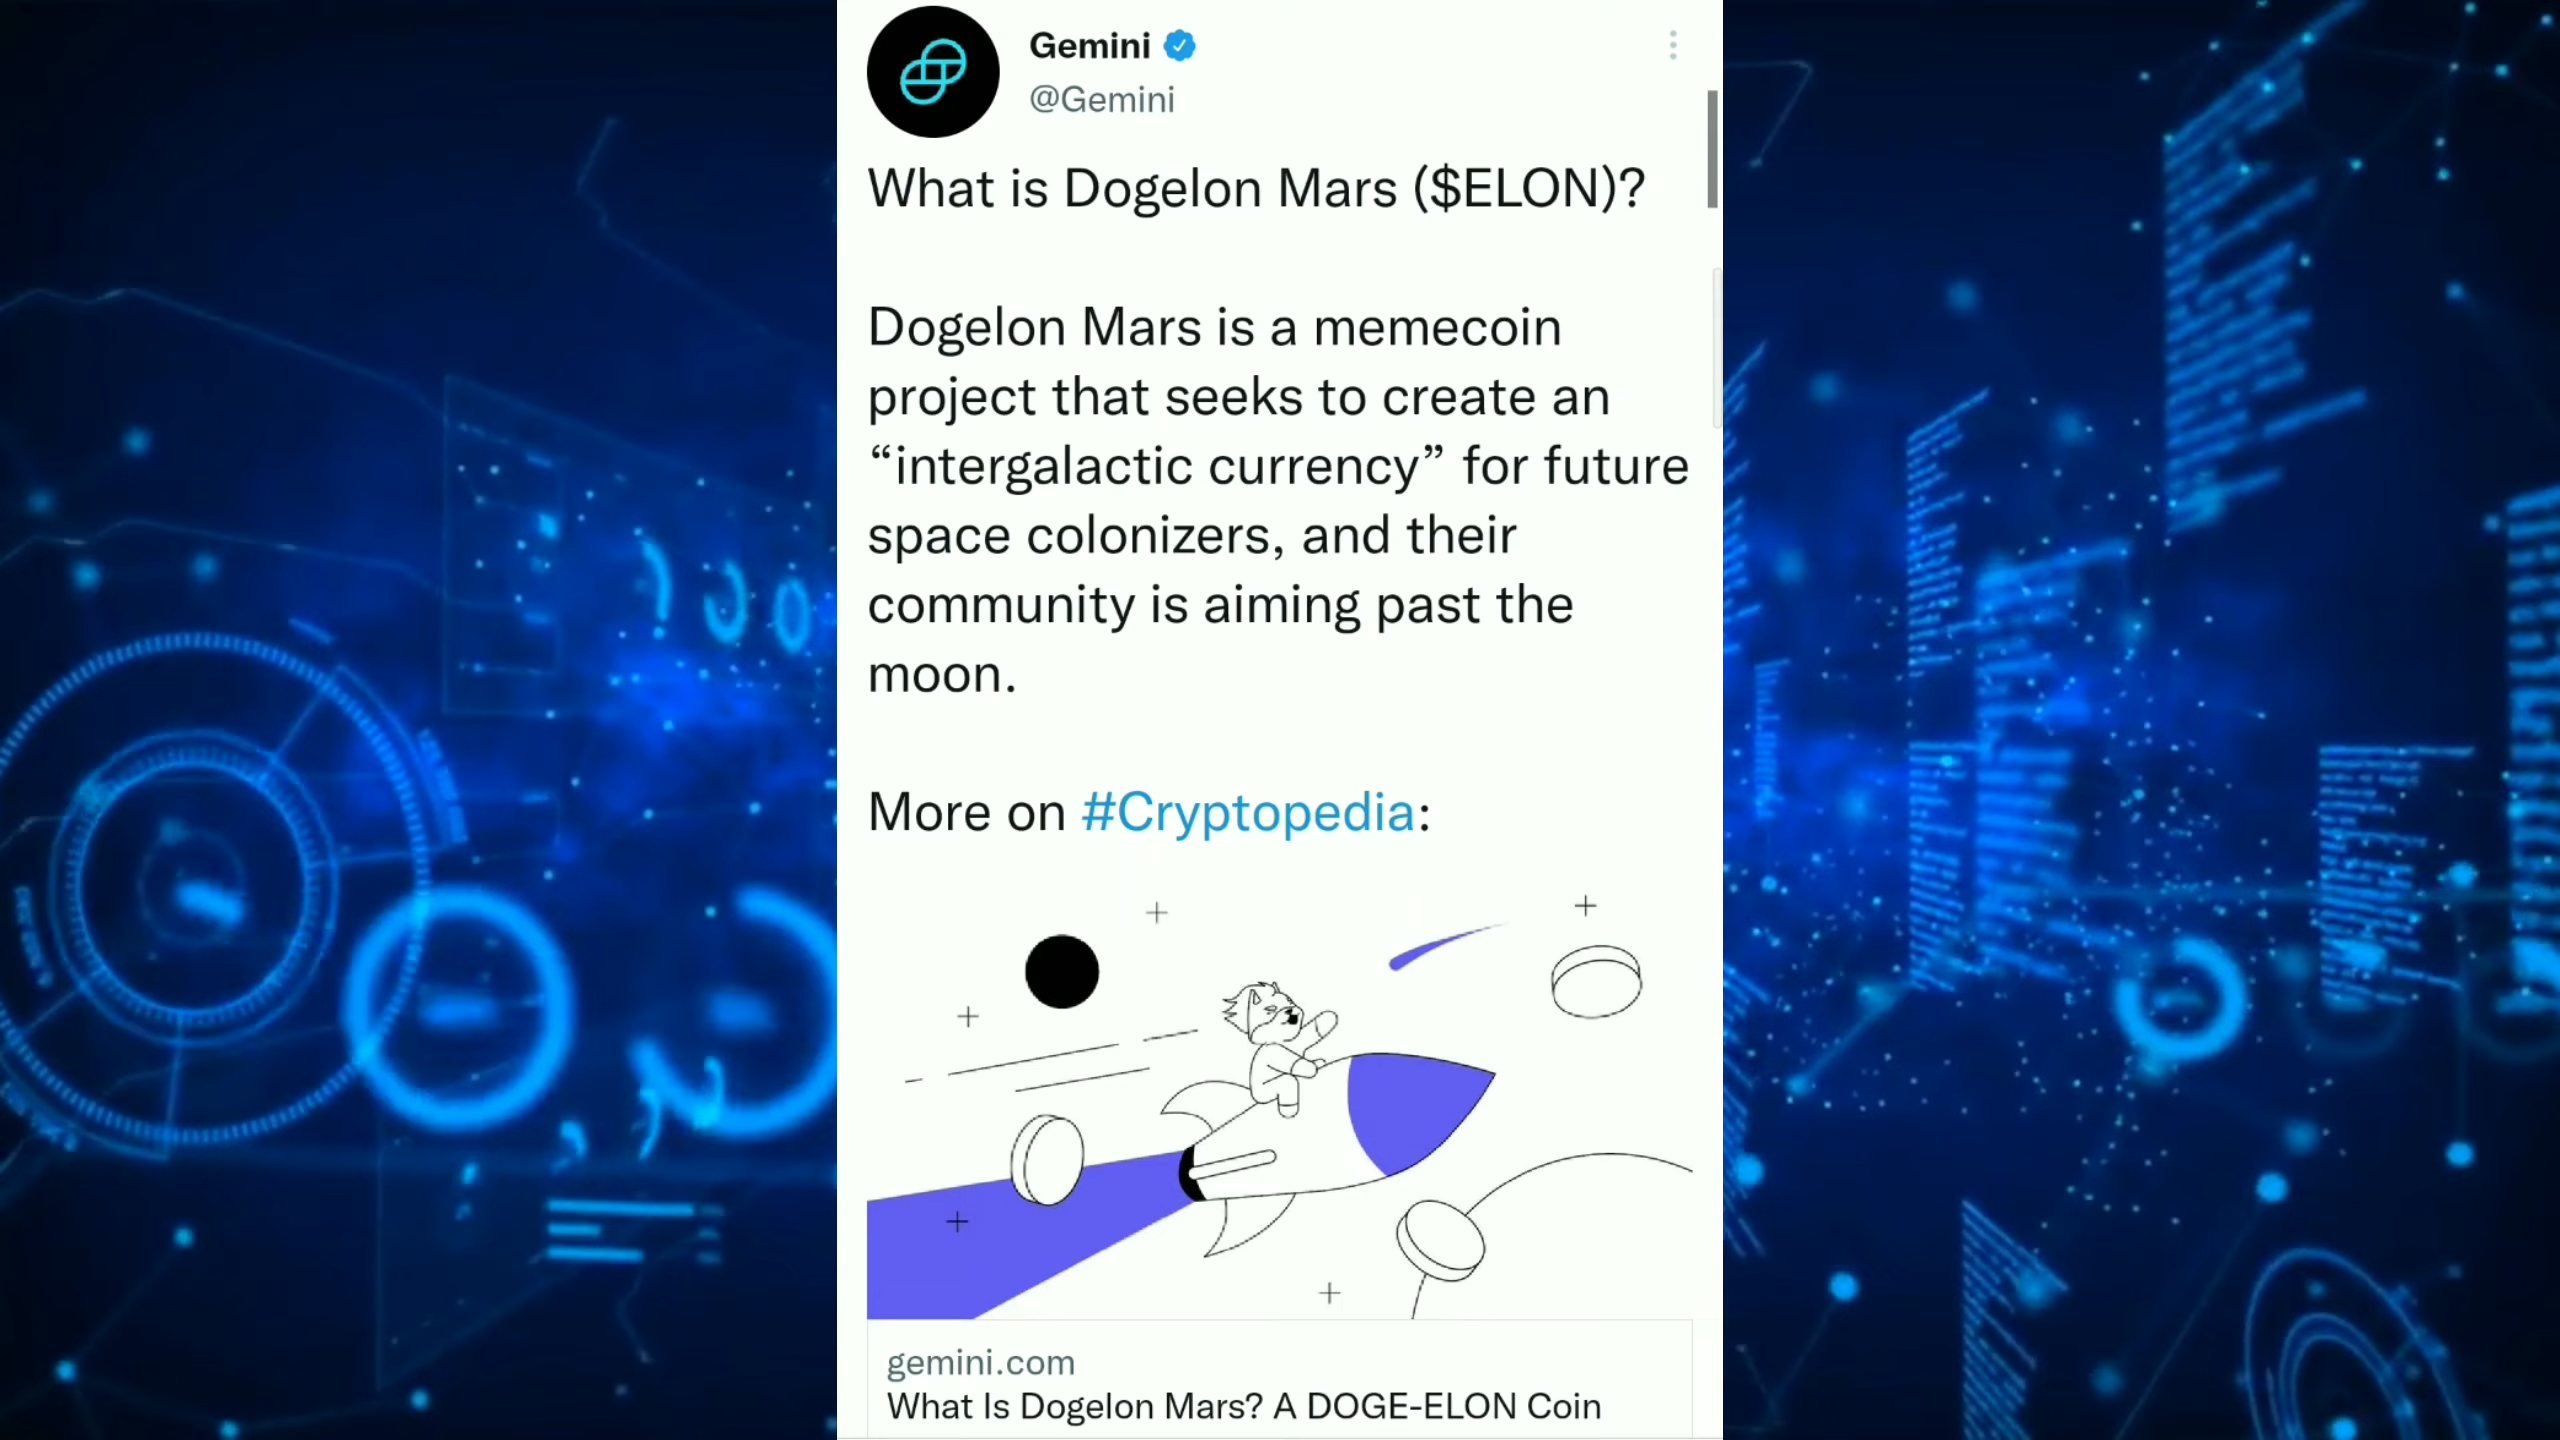 Gemini
@Gemini
What is Dogelon Mars ($ELON)?
Dogelon Mars is a memecoin
project that seeks to create an
“intergalactic currency” for future
space colonizers, and their
community is aiming past the
moon.
More on #Cryptopedia:
gemini.com
What Is Dogelon Mars? A DOGE-ELON Coin